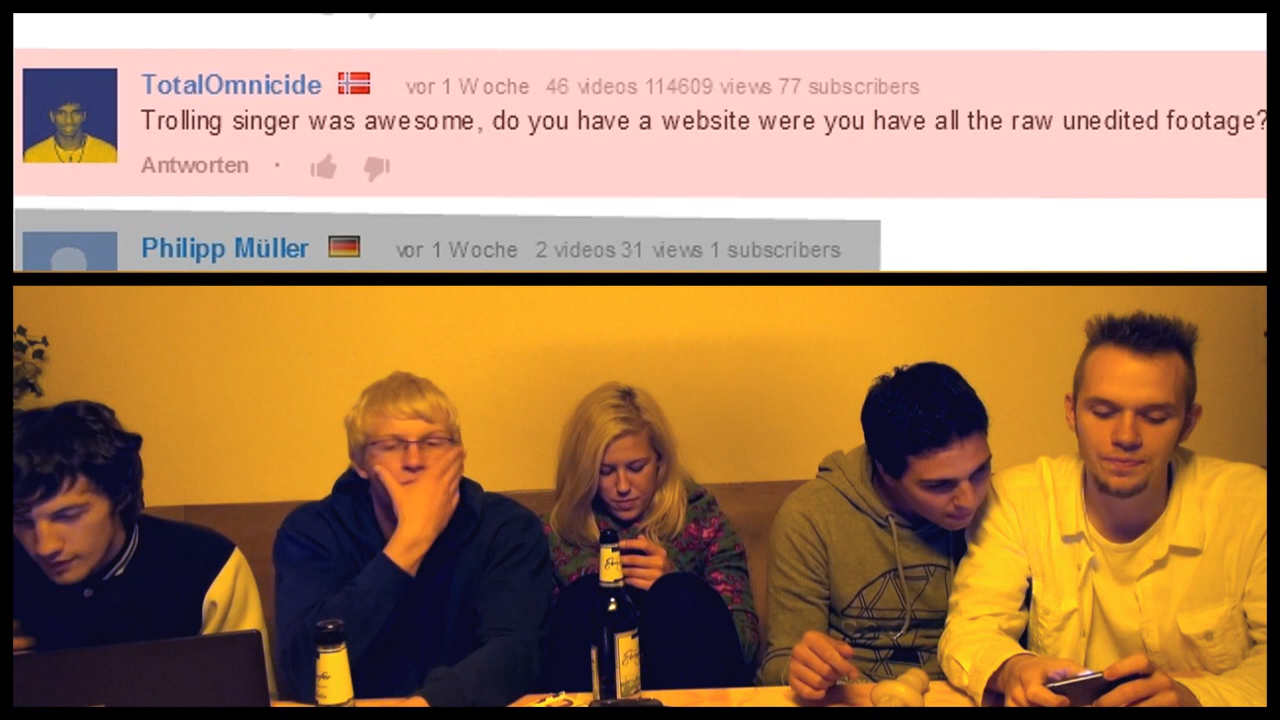 TotalOmnicide vor 1 Woche 46 videos 114609 views 77 subscribers
Trolling singer was awesome, do you have a website were you have all the raw unedited footage?
Antworten ·
Philipp Müller vor 1 Woche 2 videos 31 views 1 subscribers